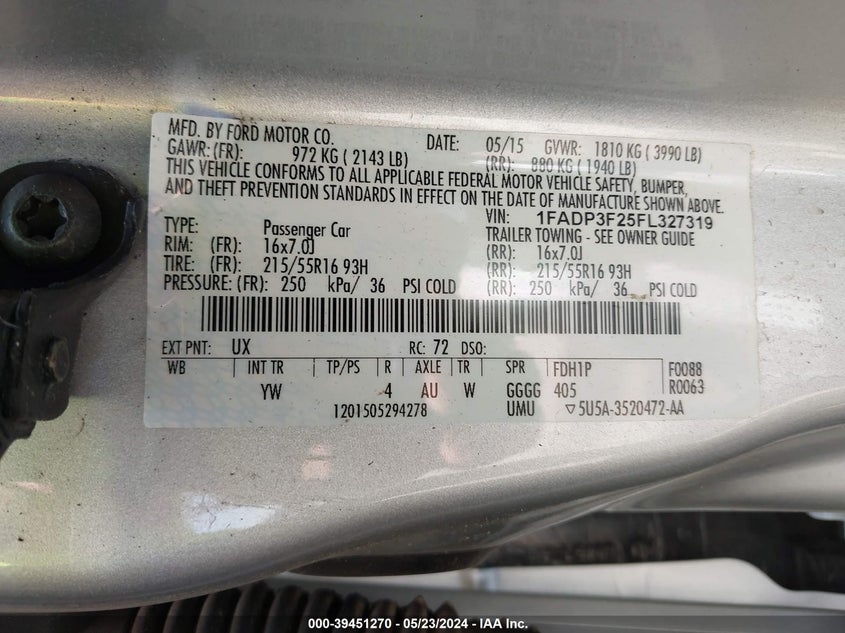 MFD. BY FORD MOTOR CO. DATE: 05/15 GVWR: 1810 KG ( 3990 LB)
GAWR: (FR): 972 KG ( 2143 LB) (RR): 880 KG ( 1940 LB)
THIS VEHICLE CONFORMS TO ALL APPLICABLE FEDERAL MOTOR VEHICLE SAFETY, BUMPER,
AND THEFT PREVENTION STANDARDS IN EFFECT ON THE DATE OF MANUFACTURE SHOWN ABOVE.
VIN: 1FADP3F25FL327319
TYPE: Passenger Car TRAILER TOWING - SEE OWNER GUIDE
RIM: (FR): 16x7.0J (RR): 16x7.0J
TIRE: (FR): 215/55R16 93H (RR): 215/55R16 93H
PRESSURE: (FR): 250 kPa/ 36 PSI COLD (RR): 250 kPa/ 36 PSI COLD
EXT PNT: UX RC: 72 DSO:
WB INT TR TP/PS R AXLE TR SPR FDH1P F0088
YW 4 AU W GGGG 405 R0063
1201505294278 UMU ▽5U5A-3520472-AA
000-39451270 - 05/23/2024 - IAA Inc.